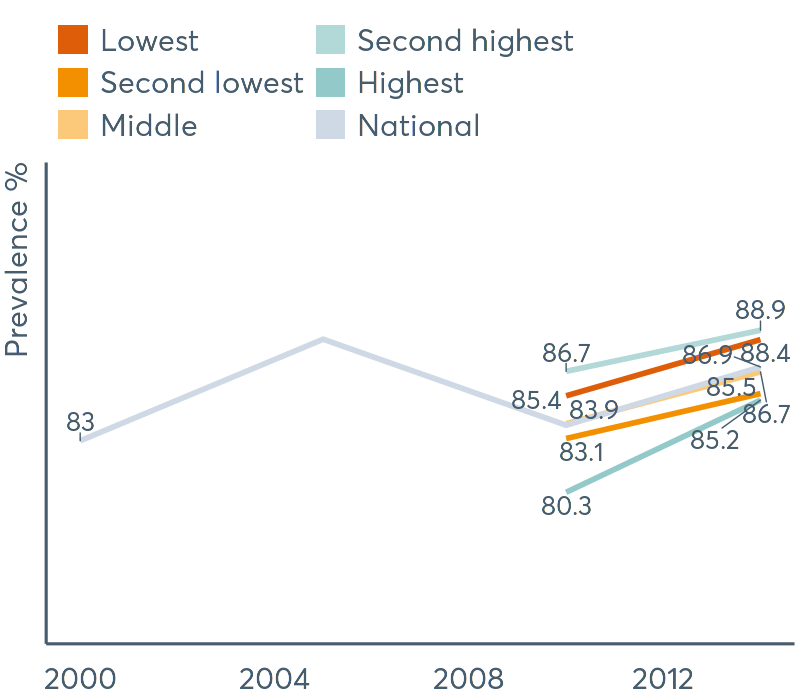 Lowest
Second highest
Second lowest
Highest
Middle
National
Prevalence %
88.9
86.7
86.9
88.4
85.5
85.4
83.9
86.7
83
85.2
83.1
80.3
2000
2004
2008
2012